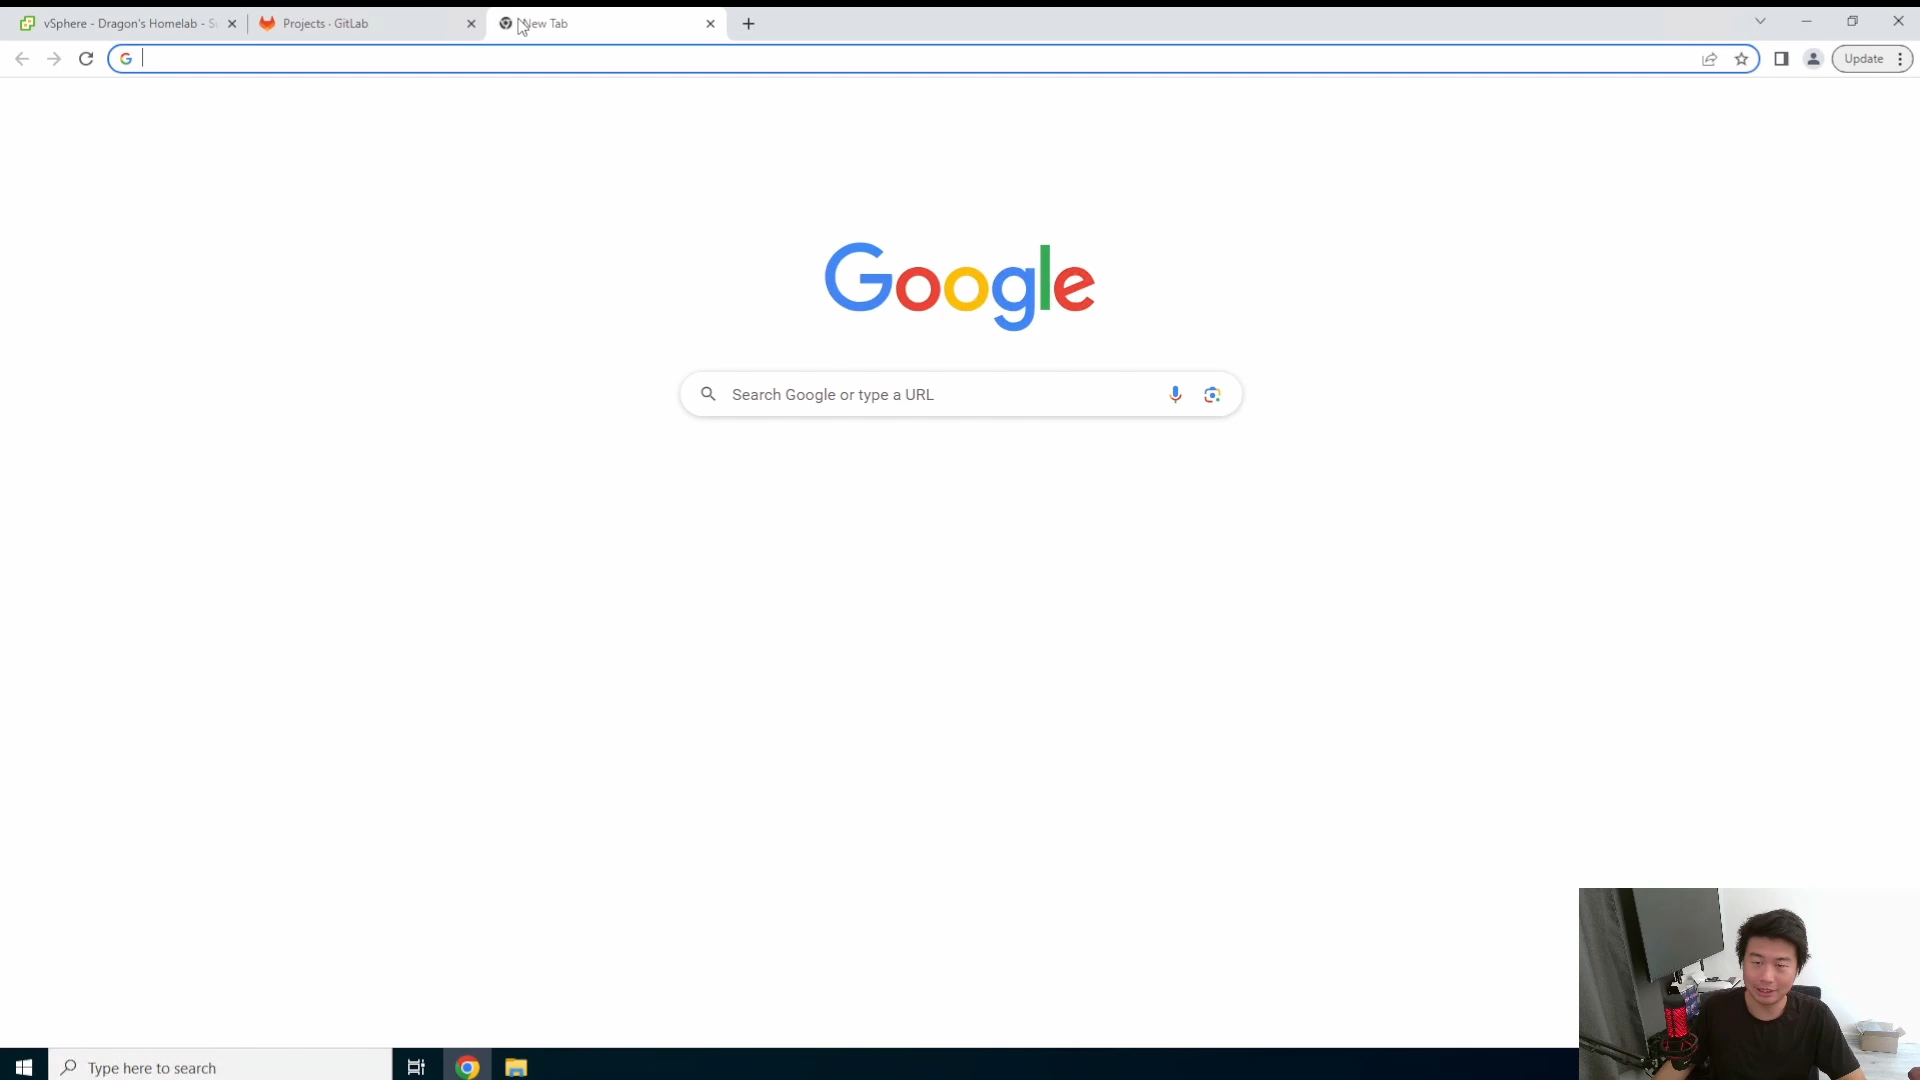 vSphere - Dragon's Homelab - S
Projects · GitLab
New Tab
Update
Google
Search Google or type a URL
Type here to search